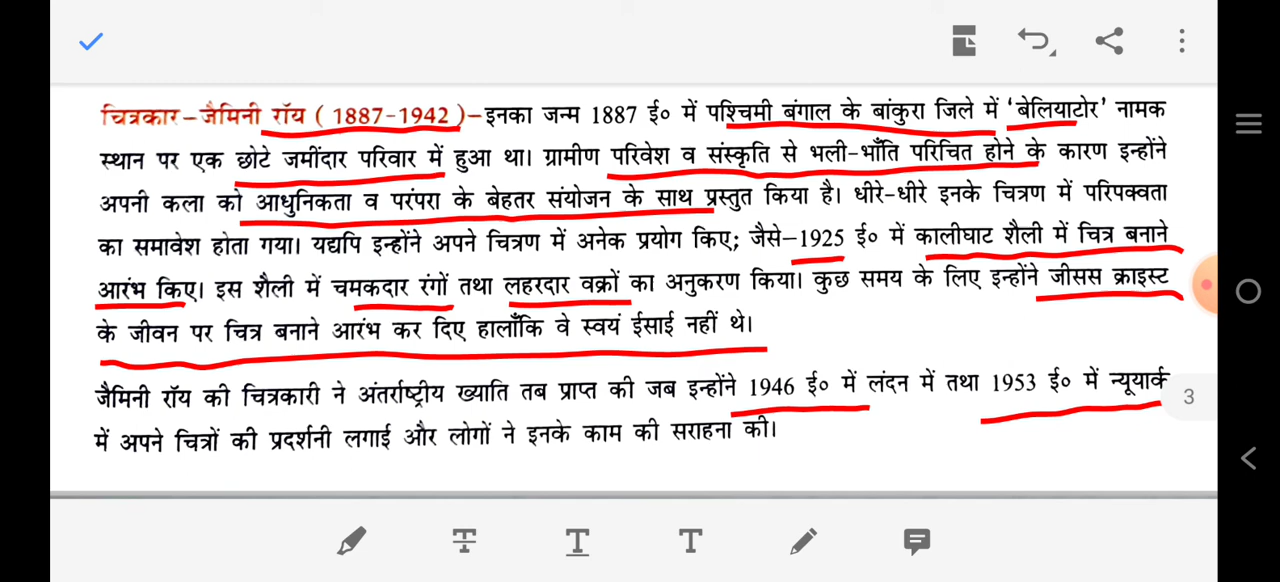 चित्रकार–जैमिनी रॉय (1887-1942)–इनका जन्म 1887 ई० में पश्चिमी बंगाल के बांकुरा जिले में 'बेलियाटोर' नामक
स्थान पर एक छोटे जमींदार परिवार में हुआ था। ग्रामीण परिवेश व संस्कृति से भली-भाँति परिचित होने के कारण इन्होंने
अपनी कला को आधुनिकता व परंपरा के बेहतर संयोजन के साथ प्रस्तुत किया है। धीरे-धीरे इनके चित्रण में परिपक्वता
का समावेश होता गया। यद्यपि इन्होंने अपने चित्रण में अनेक प्रयोग किए; जैसे–1925 ई० में कालीघाट शैली में चित्र बनाने
आरंभ किए। इस शैली में चमकदार रंगों तथा लहरदार वक्रों का अनुकरण किया। कुछ समय के लिए इन्होंने जीसस क्राइस्ट
के जीवन पर चित्र बनाने आरंभ कर दिए हालाँकि वे स्वयं ईसाई नहीं थे।
जैमिनी रॉय की चित्रकारी ने अंतर्राष्ट्रीय ख्याति तब प्राप्त की जब इन्होंने 1946 ई० में लंदन में तथा 1953 ई० में न्यूयार्क
3
में अपने चित्रों की प्रदर्शनी लगाई और लोगों ने इनके काम की सराहना की।
T T T